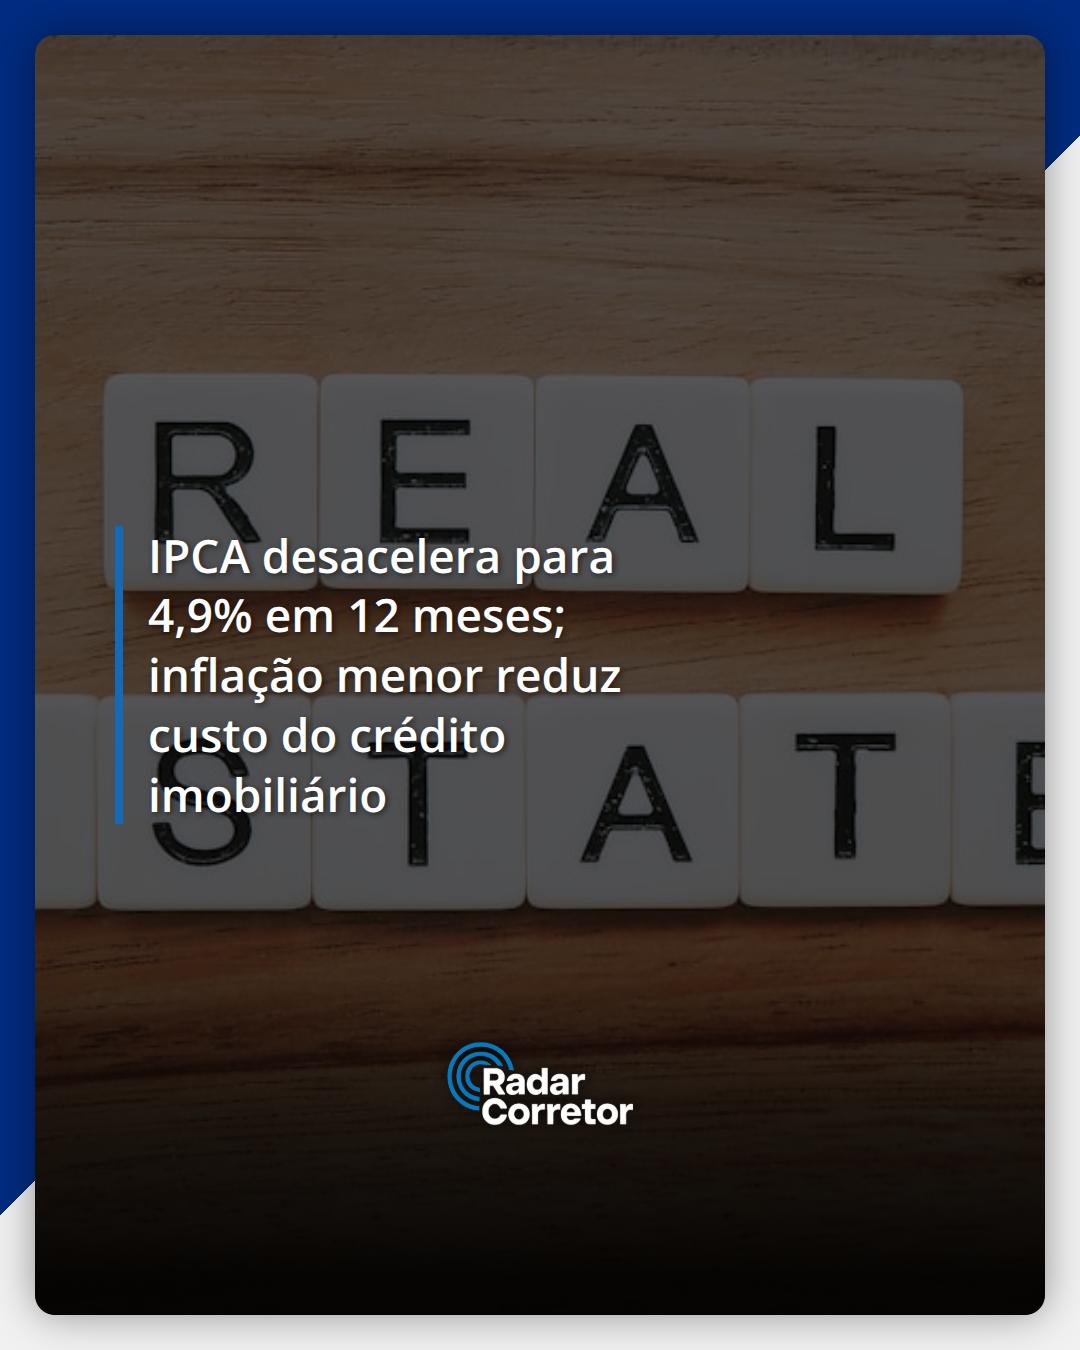 REAL
IPCA desacelera para
4,9% em 12 meses;
inflação menor reduz
custo do crédito
imobiliário
STATE
Radar
Corretor